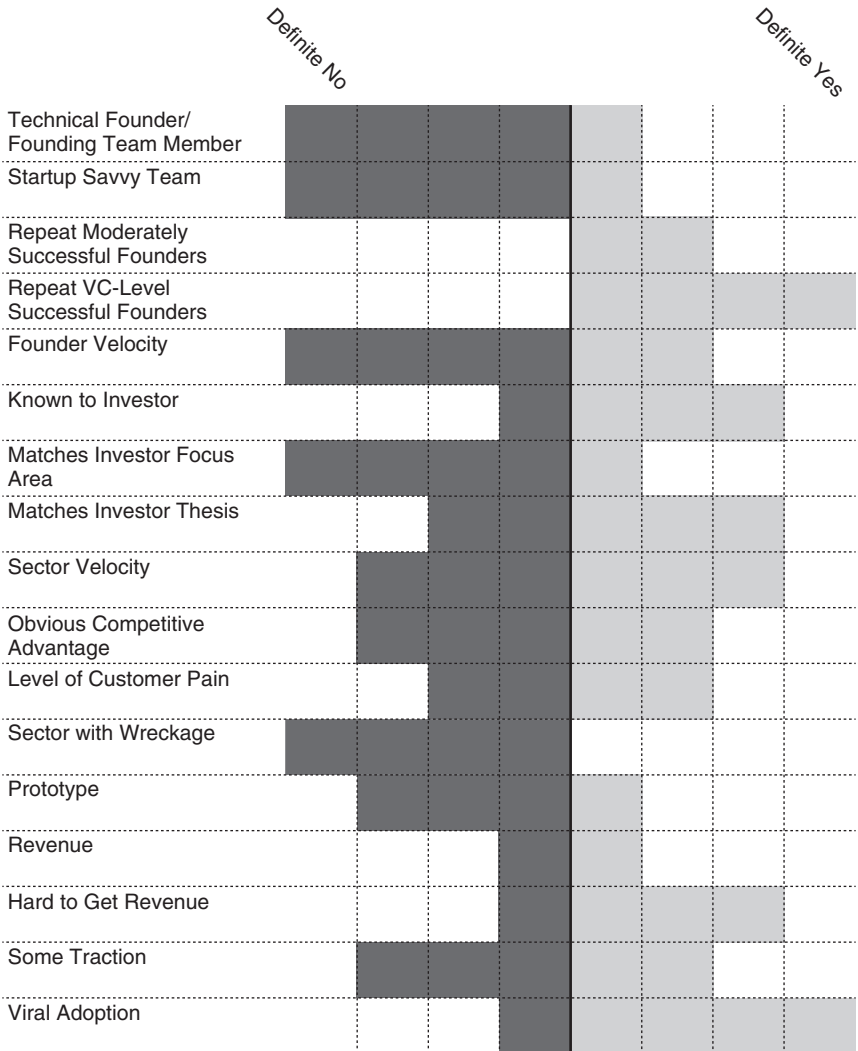 Definite No
Definite Yes
Technical Founder/
Founding Team Member
Startup Savvy Team
Repeat Moderately
Successful Founders
Repeat VC-Level
Successful Founders
Founder Velocity
Known to Investor
Matches Investor Focus
Area
Matches Investor Thesis
Sector Velocity
Obvious Competitive
Advantage
Level of Customer Pain
Sector with Wreckage
Prototype
Revenue
Hard to Get Revenue
Some Traction
Viral Adoption